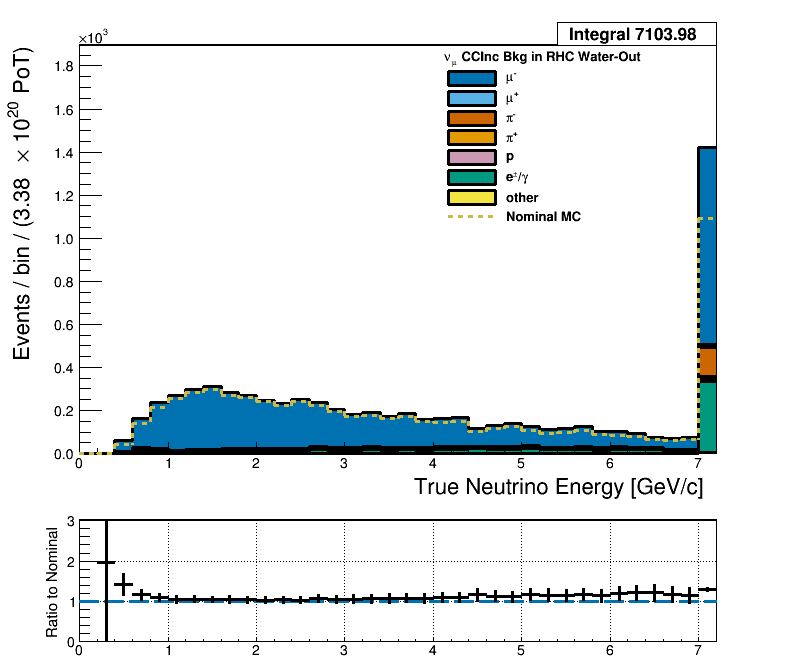 Integral 7103.98
×10³
ν_μ CCInc Bkg in RHC Water-Out
μ⁻
μ⁺
π⁻
π⁺
p
e^±/γ
other
Nominal MC
Events / bin / (3.38 × 10²⁰ PoT)
1.8
1.6
1.4
1.2
1.0
0.8
0.6
0.4
0.2
0.0
0 1 2 3 4 5 6 7
True Neutrino Energy [GeV/c]
Ratio to Nominal
3
2
1
0
0 1 2 3 4 5 6 7